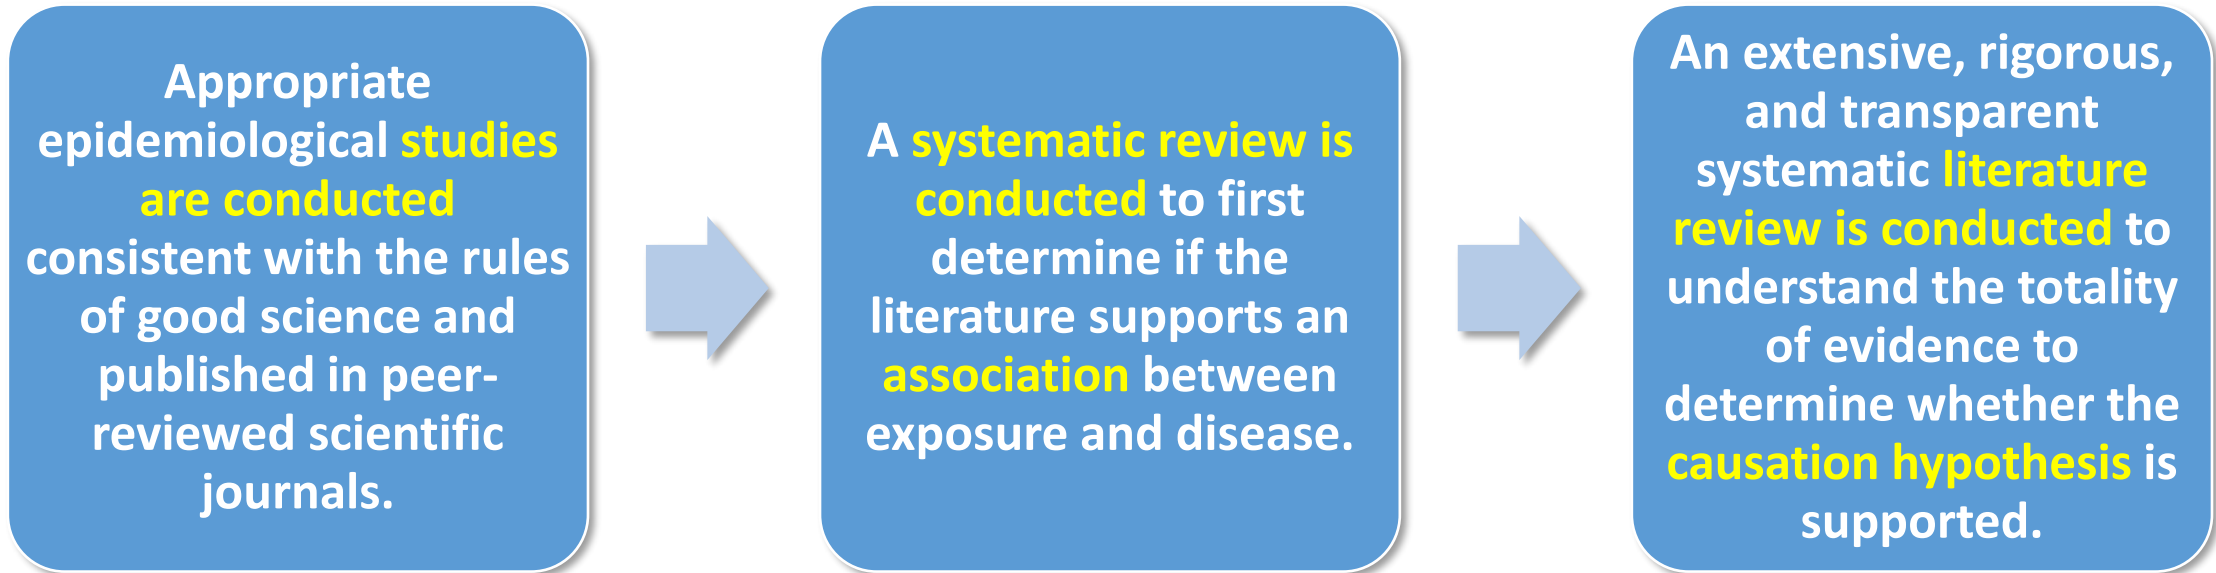 Appropriate
epidemiological studies
are conducted
consistent with the rules
of good science and
published in peer-
reviewed scientific
journals.
A systematic review is
conducted to first
determine if the
literature supports an
association between
exposure and disease.
An extensive, rigorous,
and transparent
systematic literature
review is conducted to
understand the totality
of evidence to
determine whether the
causation hypothesis is
supported.